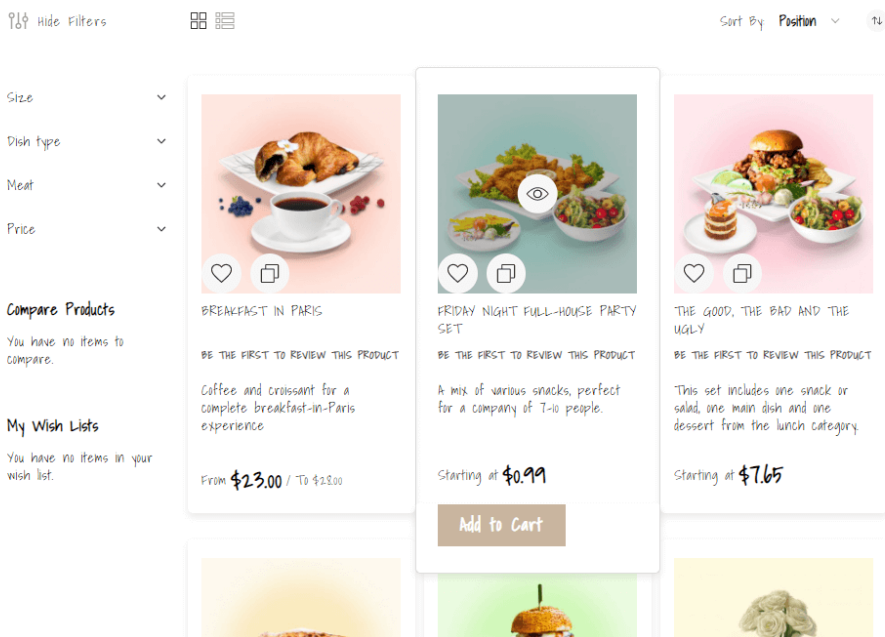 Hide Filters
Sort By Position
Size
Dish type
Meat
Price
Compare Products
You have no items to
compare.
My Wish Lists
You have no items in your
wish list.
BREAKFAST IN PARIS
BE THE FIRST TO REVIEW THIS PRODUCT
Coffee and croissant for a
complete breakfast-in-Paris
experience
From $23.00 / To $28.00
FRIDAY NIGHT FULL-HOUSE PARTY
SET
BE THE FIRST TO REVIEW THIS PRODUCT
A mix of various snacks, perfect
for a company of 7-10 people.
Starting at $0.99
Add to Cart
THE GOOD, THE BAD AND THE
UGLY
BE THE FIRST TO REVIEW THIS PRODUCT
This set includes one snack or
salad, one main dish and one
dessert from the lunch category.
Starting at $7.65